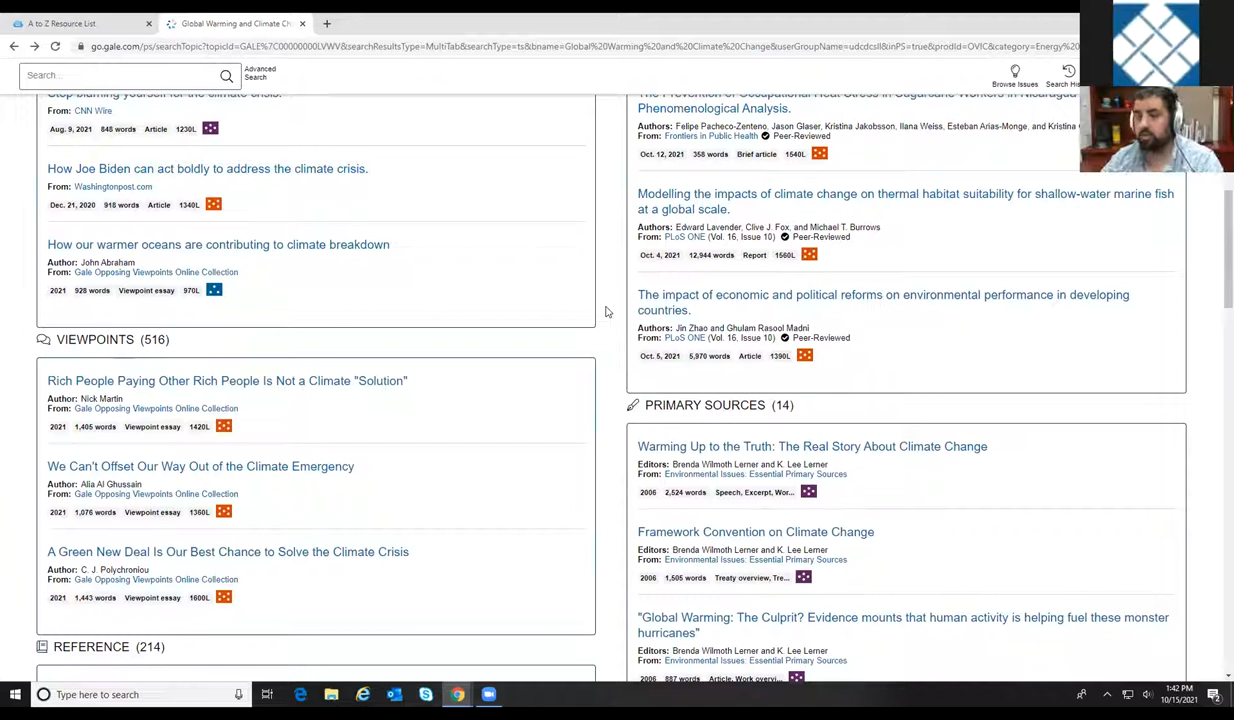 A to Z Resource List
Global Warming and Climate Ch
go.gale.com/ps/searchTopic?topicId=GALE%7C00000000LVWV&searchResultsType=MultiTab&searchType=ts&bname=Global%20Warming%20and%20Climate%20Change&userGroupName=udcdcsll&inPS=true&prodId=OVIC&category=Energy%
Search...
Advanced
Search
Browse Issues
Search His
Stop blaming yourself for the climate crisis.
From: CNN Wire
Aug. 9, 2021 848 words Article 1230L
How Joe Biden can act boldly to address the climate crisis.
From: Washingtonpost.com
Dec. 21, 2020 918 words Article 1340L
How our warmer oceans are contributing to climate breakdown
Author: John Abraham
From: Gale Opposing Viewpoints Online Collection
2021 928 words Viewpoint essay 970L
VIEWPOINTS (516)
Rich People Paying Other Rich People Is Not a Climate "Solution"
Author: Nick Martin
From: Gale Opposing Viewpoints Online Collection
2021 1,405 words Viewpoint essay 1420L
We Can't Offset Our Way Out of the Climate Emergency
Author: Alia Al Ghussain
From: Gale Opposing Viewpoints Online Collection
2021 1,076 words Viewpoint essay 1360L
A Green New Deal Is Our Best Chance to Solve the Climate Crisis
Author: C. J. Polychroniou
From: Gale Opposing Viewpoints Online Collection
2021 1,443 words Viewpoint essay 1600L
REFERENCE (214)
The Prevention of Occupational Heat Stress in Sugarcane Workers in Nicaragua
Phenomenological Analysis.
Authors: Felipe Pacheco-Zenteno, Jason Glaser, Kristina Jakobsson, Ilana Weiss, Esteban Arias-Monge, and Kristina
From: Frontiers in Public Health Peer-Reviewed
Oct. 12, 2021 358 words Brief article 1540L
Modelling the impacts of climate change on thermal habitat suitability for shallow-water marine fish
at a global scale.
Authors: Edward Lavender, Clive J. Fox, and Michael T. Burrows
From: PLoS ONE (Vol. 16, Issue 10) Peer-Reviewed
Oct. 4, 2021 12,944 words Report 1560L
The impact of economic and political reforms on environmental performance in developing
countries.
Authors: Jin Zhao and Ghulam Rasool Madni
From: PLoS ONE (Vol. 16, Issue 10) Peer-Reviewed
Oct. 5, 2021 5,970 words Article 1390L
PRIMARY SOURCES (14)
Warming Up to the Truth: The Real Story About Climate Change
Editors: Brenda Wilmoth Lerner and K. Lee Lerner
From: Environmental Issues: Essential Primary Sources
2006 2,524 words Speech, Excerpt, Wor...
Framework Convention on Climate Change
Editors: Brenda Wilmoth Lerner and K. Lee Lerner
From: Environmental Issues: Essential Primary Sources
2006 1,505 words Treaty overview, Tre...
"Global Warming: The Culprit? Evidence mounts that human activity is helping fuel these monster
hurricanes"
Editors: Brenda Wilmoth Lerner and K. Lee Lerner
From: Environmental Issues: Essential Primary Sources
2006 887 words Article, Work overvi...
Type here to search
1:42 PM
10/15/2021
2